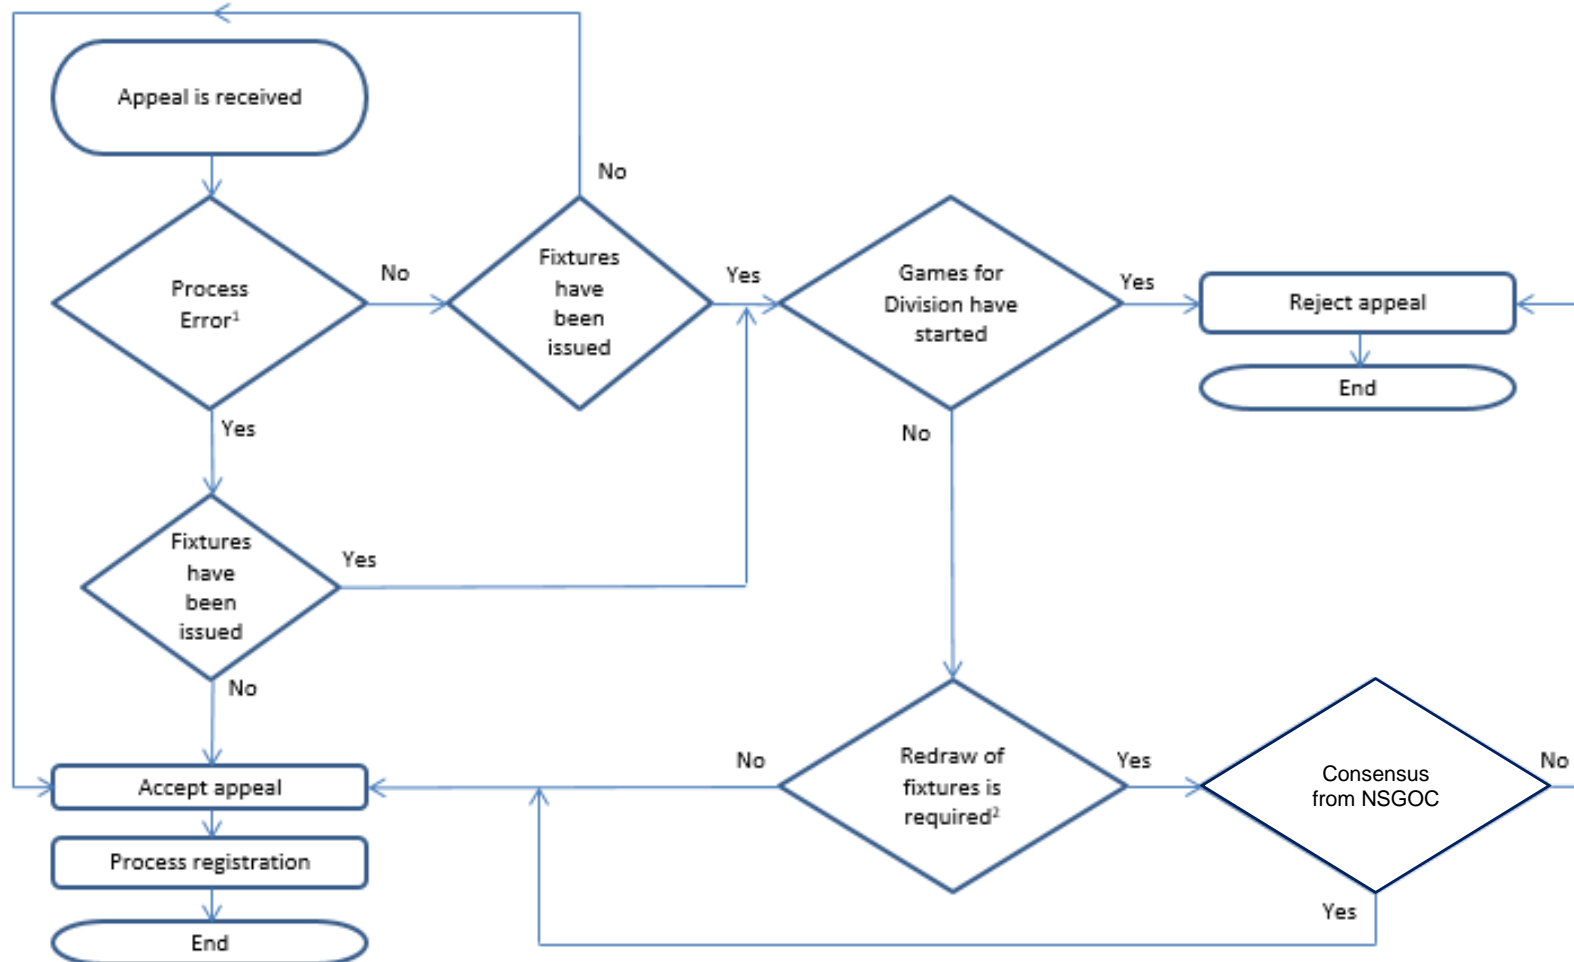 Appeal is received
No
Fixtures
have
been
issued
No
Process
Error¹
Yes
Games for
Division have
started
Yes
Reject appeal
End
Yes
No
Fixtures
have
been
issued
Yes
No
Accept appeal
No
Redraw of
fixtures is
required²
Yes
Consensus
from NSGOC
No
Process registration
Yes
End